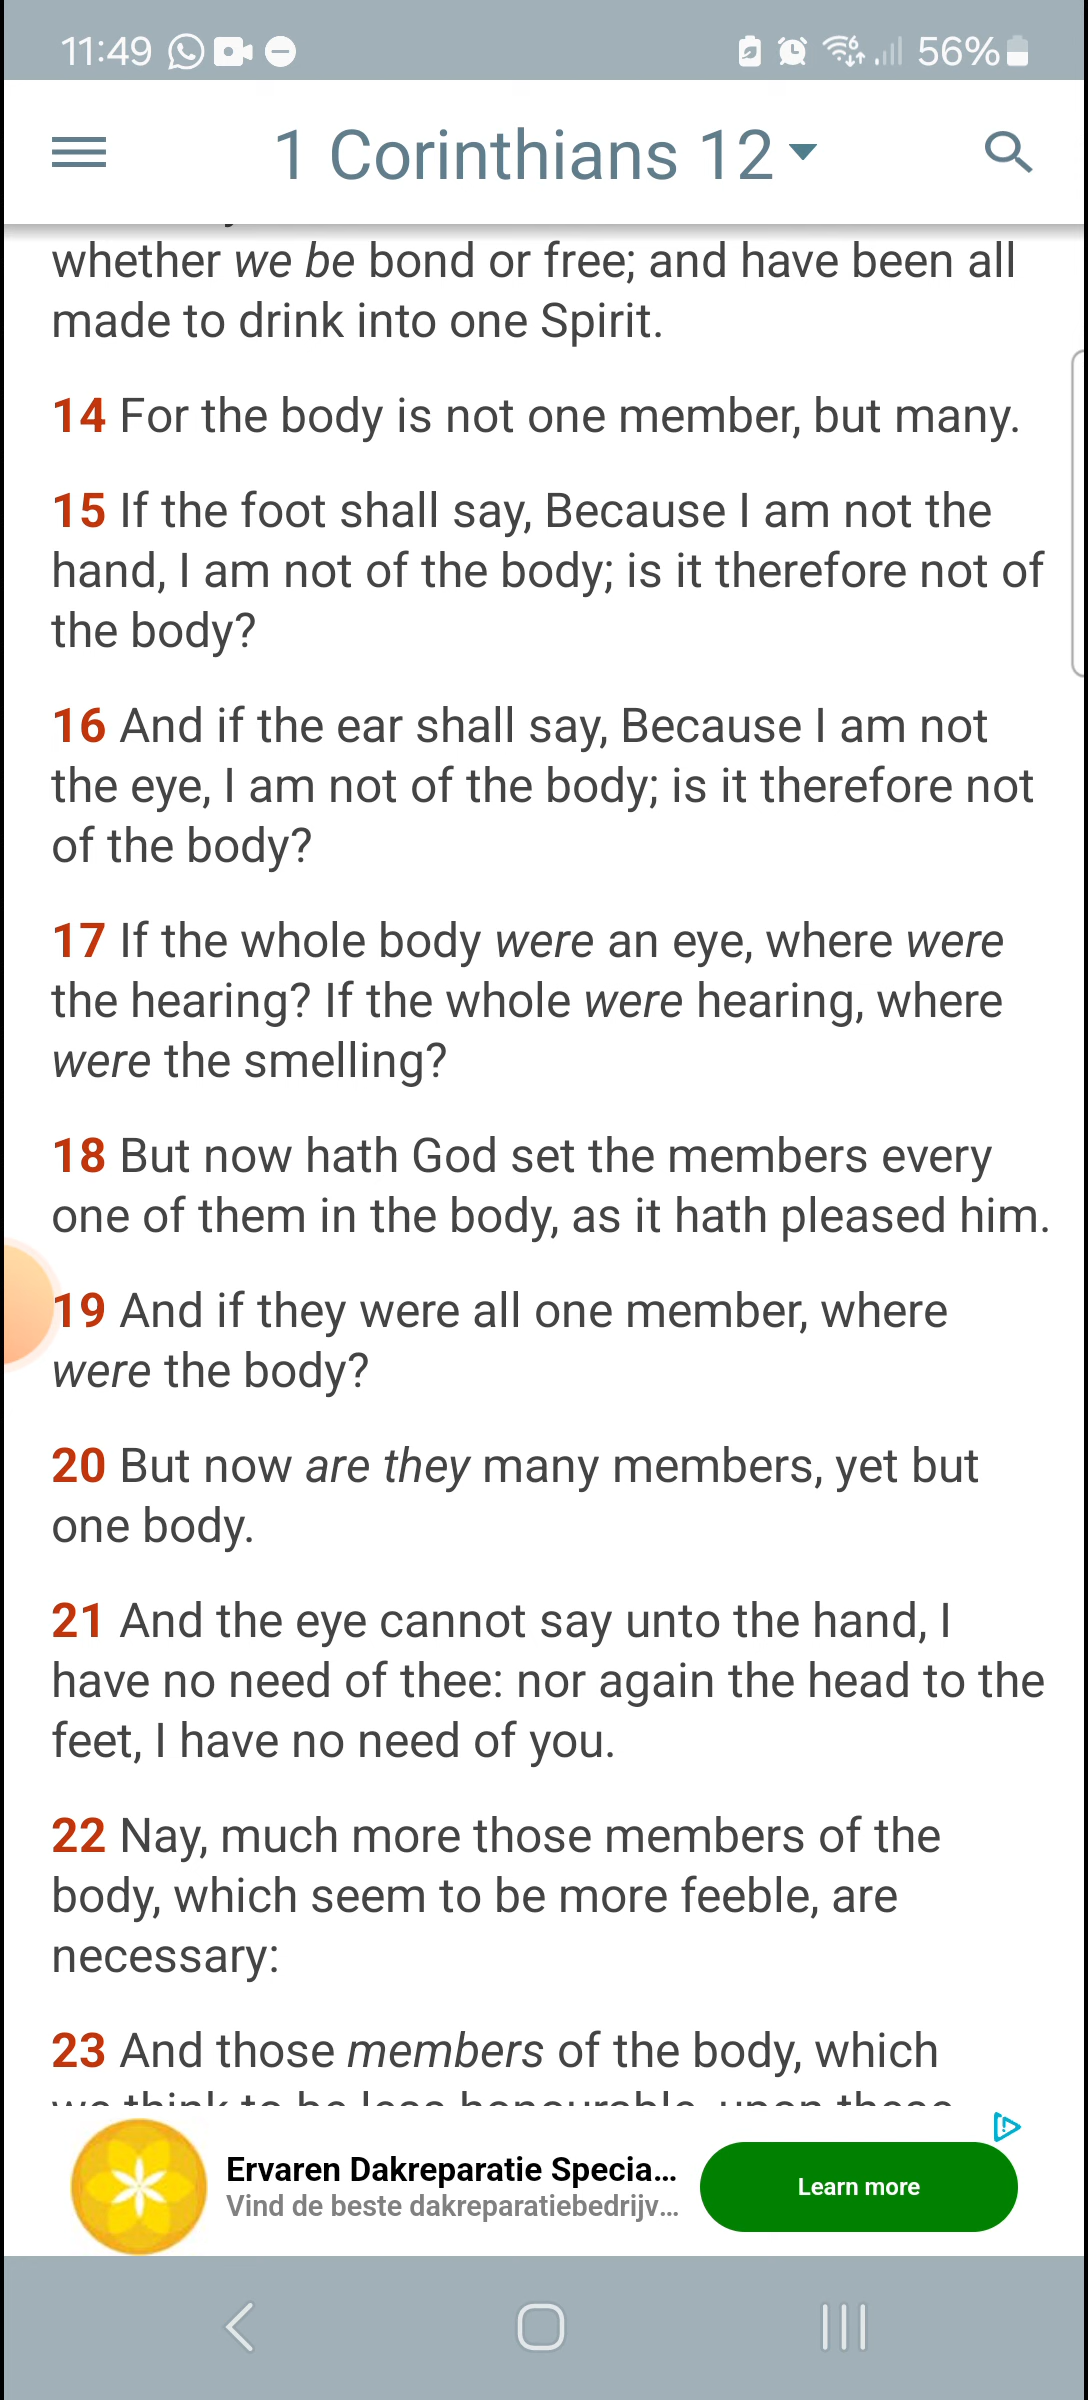 11:49 56%
1 Corinthians 12
whether we be bond or free; and have been all
made to drink into one Spirit.
14 For the body is not one member, but many.
15 If the foot shall say, Because I am not the
hand, I am not of the body; is it therefore not of
the body?
16 And if the ear shall say, Because I am not
the eye, I am not of the body; is it therefore not
of the body?
17 If the whole body were an eye, where were
the hearing? If the whole were hearing, where
were the smelling?
18 But now hath God set the members every
one of them in the body, as it hath pleased him.
19 And if they were all one member, where
were the body?
20 But now are they many members, yet but
one body.
21 And the eye cannot say unto the hand, I
have no need of thee: nor again the head to the
feet, I have no need of you.
22 Nay, much more those members of the
body, which seem to be more feeble, are
necessary:
23 And those members of the body, which
we think to be less honourable, upon these
Ervaren Dakreparatie Specia...
Vind de beste dakreparatiebedrijv...
Learn more